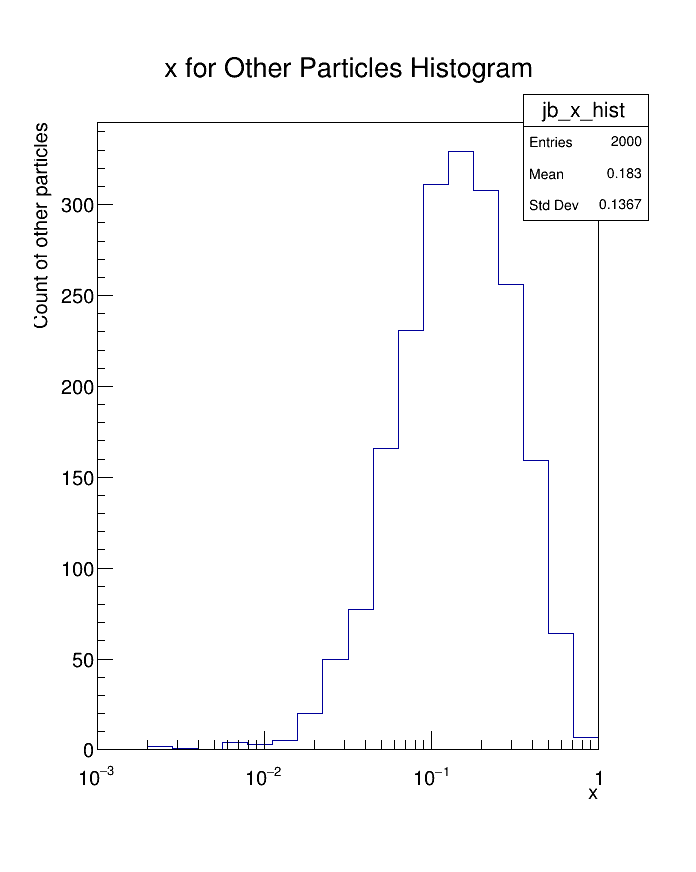 x for Other Particles Histogram
jb_x_hist
Entries 2000
Mean 0.183
Std Dev 0.1367
Count of other particles
300
250
200
150
100
50
0
10⁻³ 10⁻² 10⁻¹ 1
x